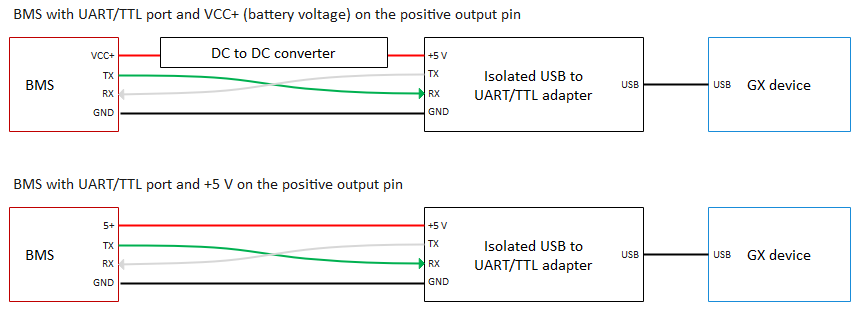 BMS with UART/TTL port and VCC+ (battery voltage) on the positive output pin
VCC+ DC to DC converter +5 V
TX TX
BMS Isolated USB to UART/TTL adapter USB USB GX device
RX RX
GND GND
BMS with UART/TTL port and +5 V on the positive output pin
5+ +5 V
TX TX
BMS Isolated USB to UART/TTL adapter USB USB GX device
RX RX
GND GND